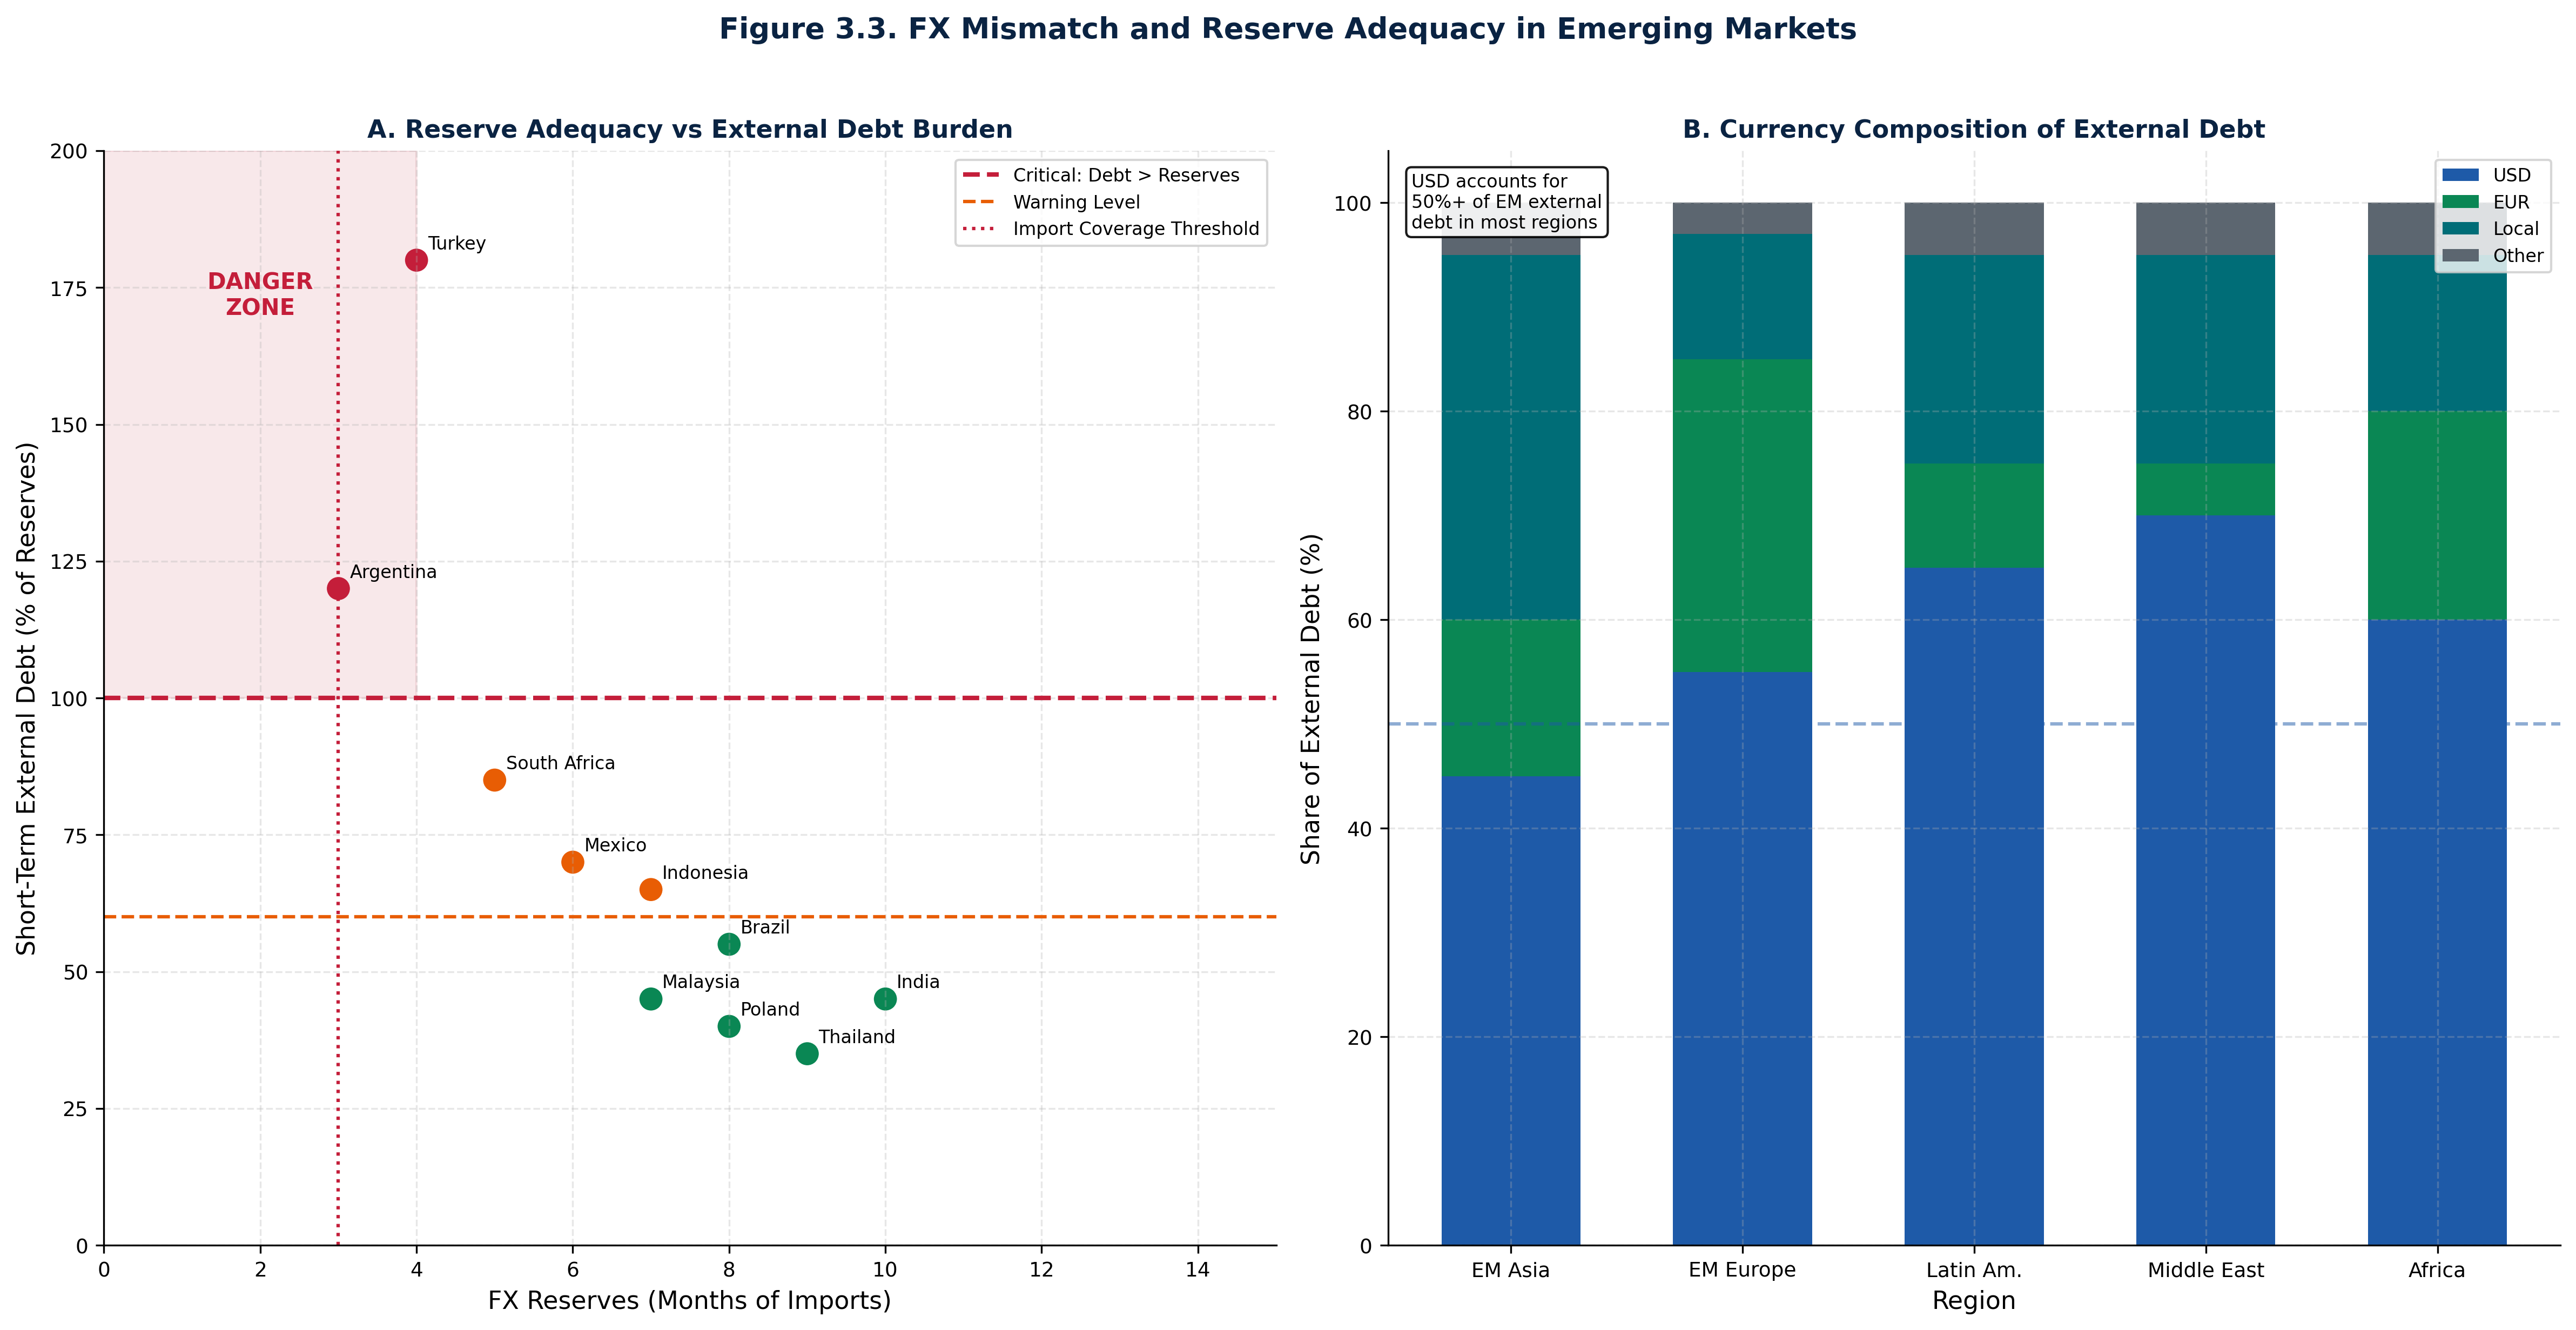 Figure 3.3. FX Mismatch and Reserve Adequacy in Emerging Markets
A. Reserve Adequacy vs External Debt Burden
Short-Term External Debt (% of Reserves)
200
175
150
125
100
75
50
25
0
Critical: Debt > Reserves
Warning Level
Import Coverage Threshold
DANGER
ZONE
Turkey
Argentina
South Africa
Mexico
Indonesia
Brazil
Malaysia
India
Poland
Thailand
0 2 4 6 8 10 12 14
FX Reserves (Months of Imports)
B. Currency Composition of External Debt
Share of External Debt (%)
100
80
60
40
20
0
USD accounts for
50%+ of EM external
debt in most regions
USD
EUR
Local
Other
EM Asia EM Europe Latin Am. Middle East Africa
Region